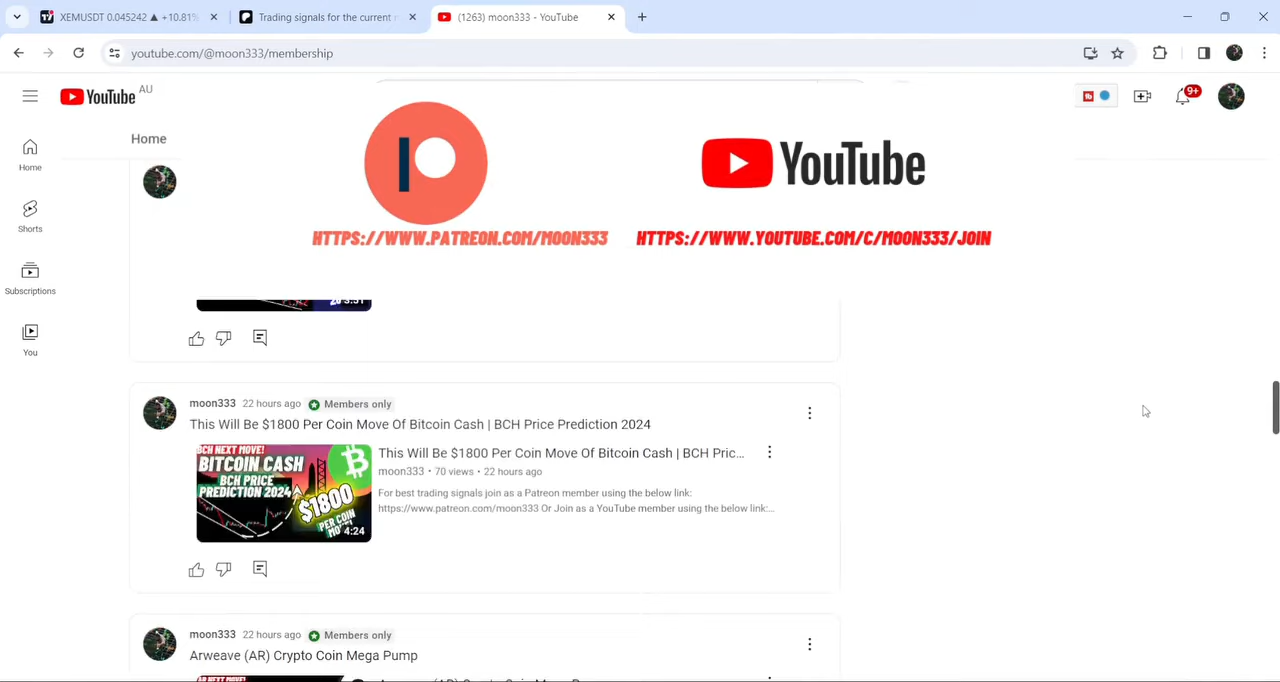 XEMUSDT 0.045242 ▲ +10.81%
Trading signals for the current
(1263) moon333 - YouTube
youtube.com/@moon333/membership
YouTube AU
9+
Home
Home
Shorts
Subscriptions
You
YouTube
HTTPS://WWW.PATREON.COM/MOON333
HTTPS://WWW.YOUTUBE.COM/C/MOON333/JOIN
moon333 22 hours ago Members only
This Will Be $1800 Per Coin Move Of Bitcoin Cash | BCH Price Prediction 2024
BCH NEXT MOVE!
BITCOIN CASH
BCH PRICE
PREDICTION 2024
$1800
PER COIN
MOVE!
4:24
This Will Be $1800 Per Coin Move Of Bitcoin Cash | BCH Pric...
moon333 • 70 views • 22 hours ago
For best trading signals join as a Patreon member using the below link:
https://www.patreon.com/moon333 Or Join as a YouTube member using the below link:...
moon333 22 hours ago Members only
Arweave (AR) Crypto Coin Mega Pump